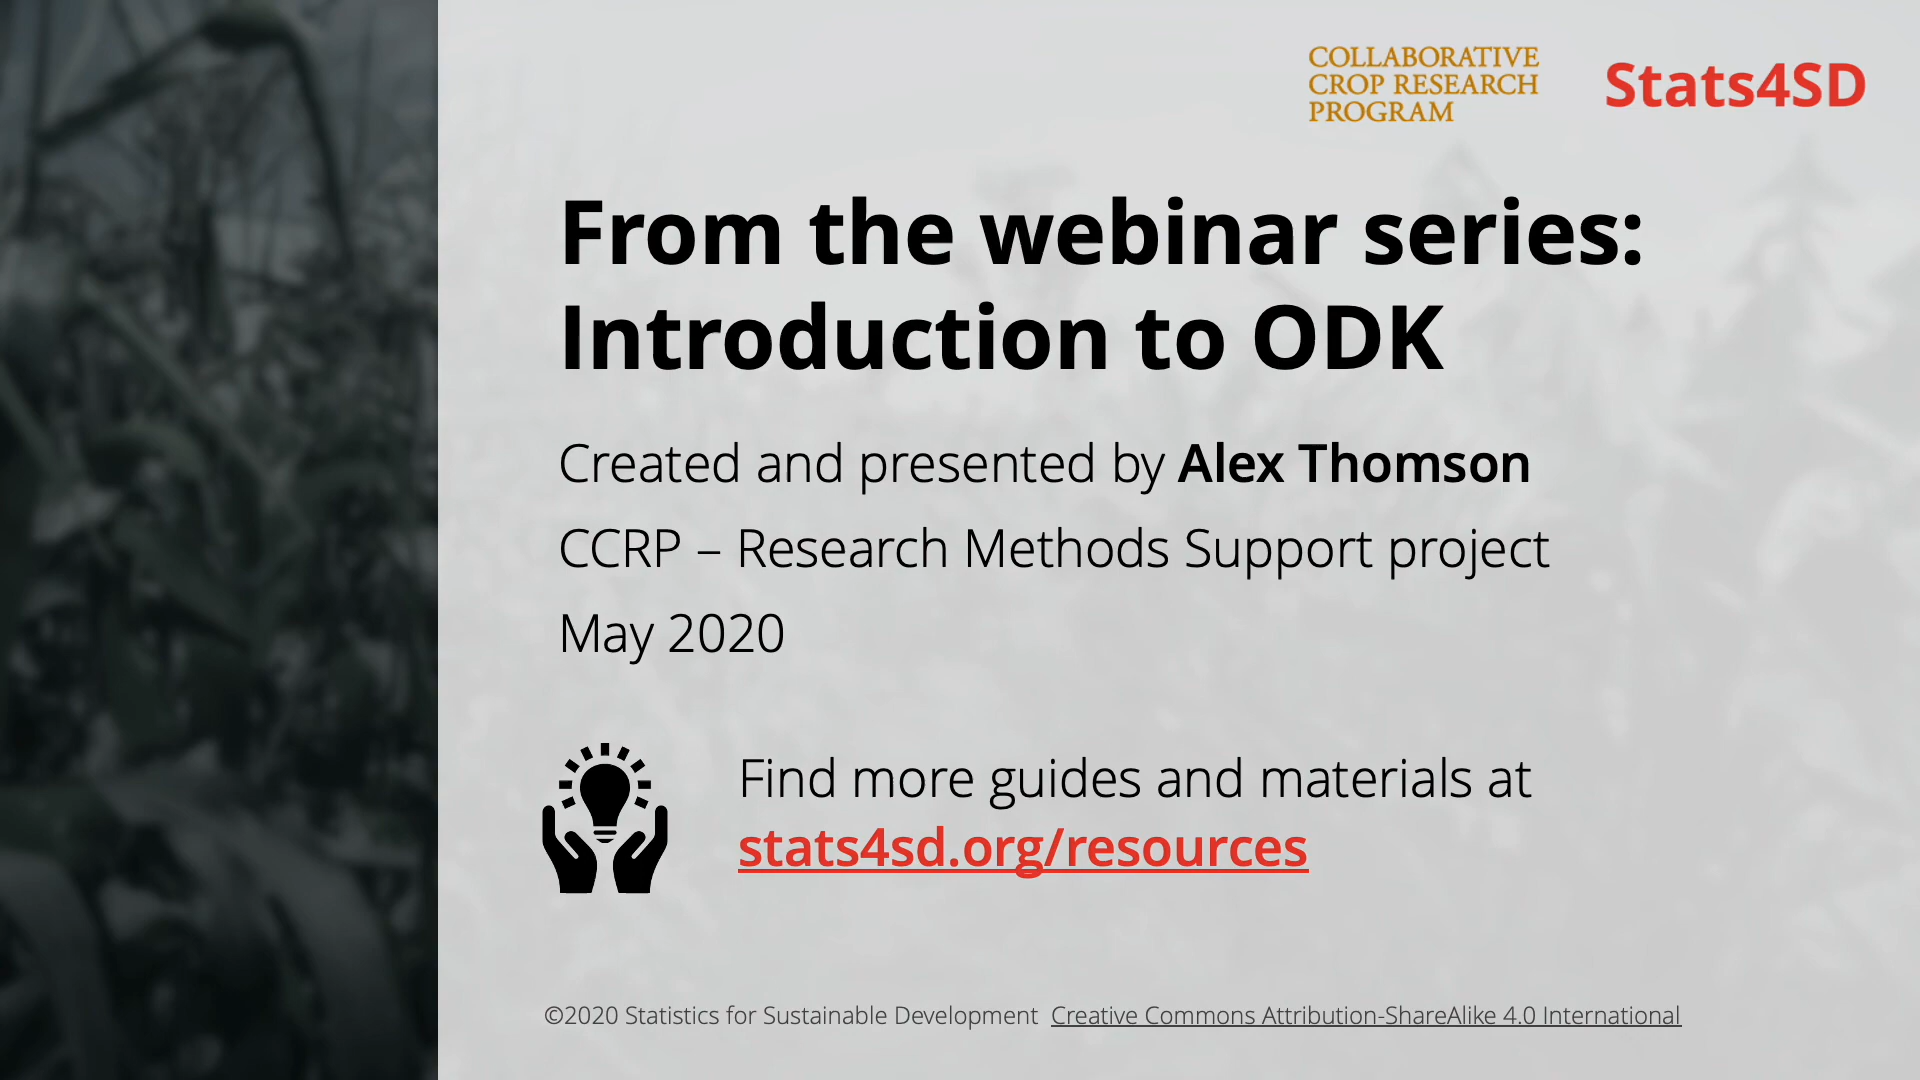 COLLABORATIVE
CROP RESEARCH
PROGRAM
Stats4SD
From the webinar series:
Introduction to ODK
Created and presented by Alex Thomson
CCRP – Research Methods Support project
May 2020
Find more guides and materials at
stats4sd.org/resources
©2020 Statistics for Sustainable Development Creative Commons Attribution-ShareAlike 4.0 International